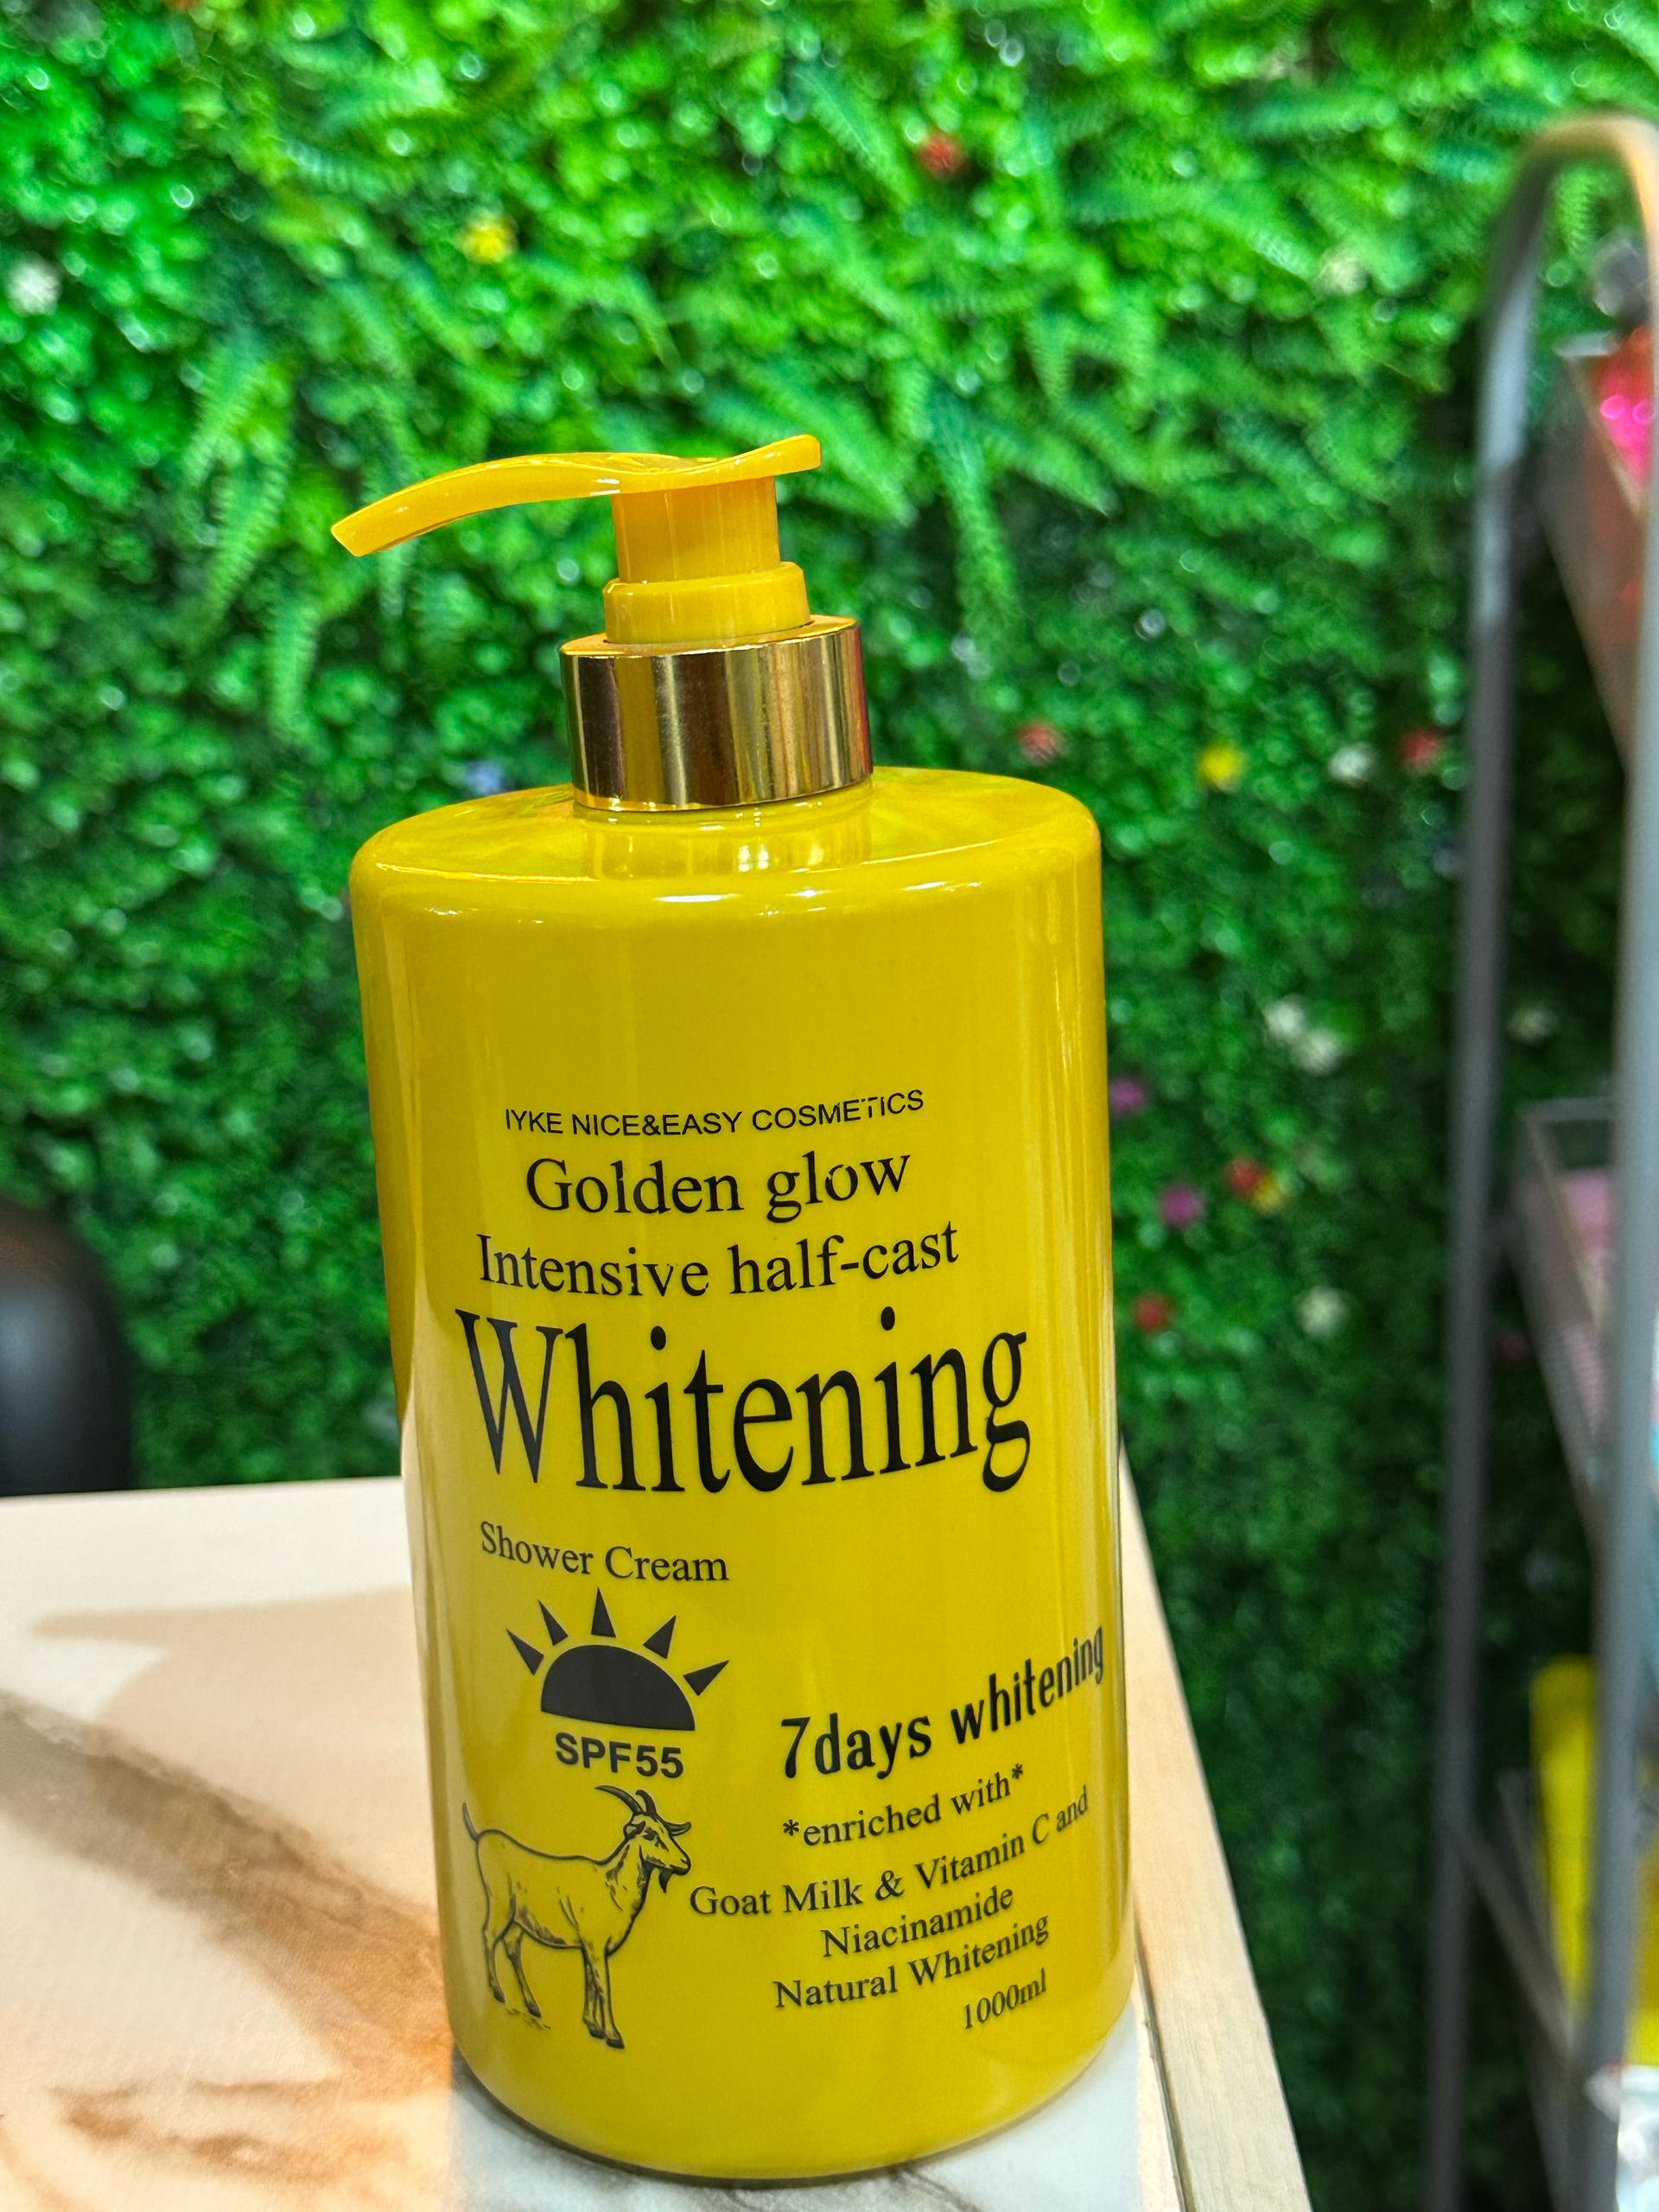 IYKE NICE&EASY COSMETICS
Golden glow
Intensive half-cast
Whitening
Shower Cream
SPF55
7days whitening
*enriched with*
Goat Milk & Vitamin C and
Niacinamide
Natural Whitening
1000ml